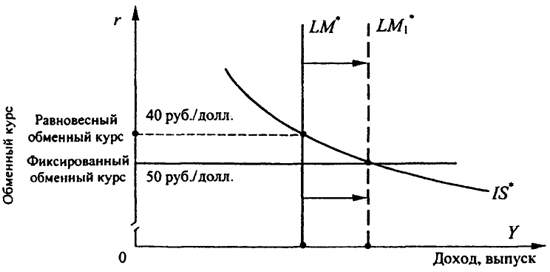 r
LM*
LM₁*
Обменный курс
Равновесный
обменный курс
40 руб./долл.
Фиксированный
обменный курс
50 руб./долл.
IS*
Y
0
Доход, выпуск